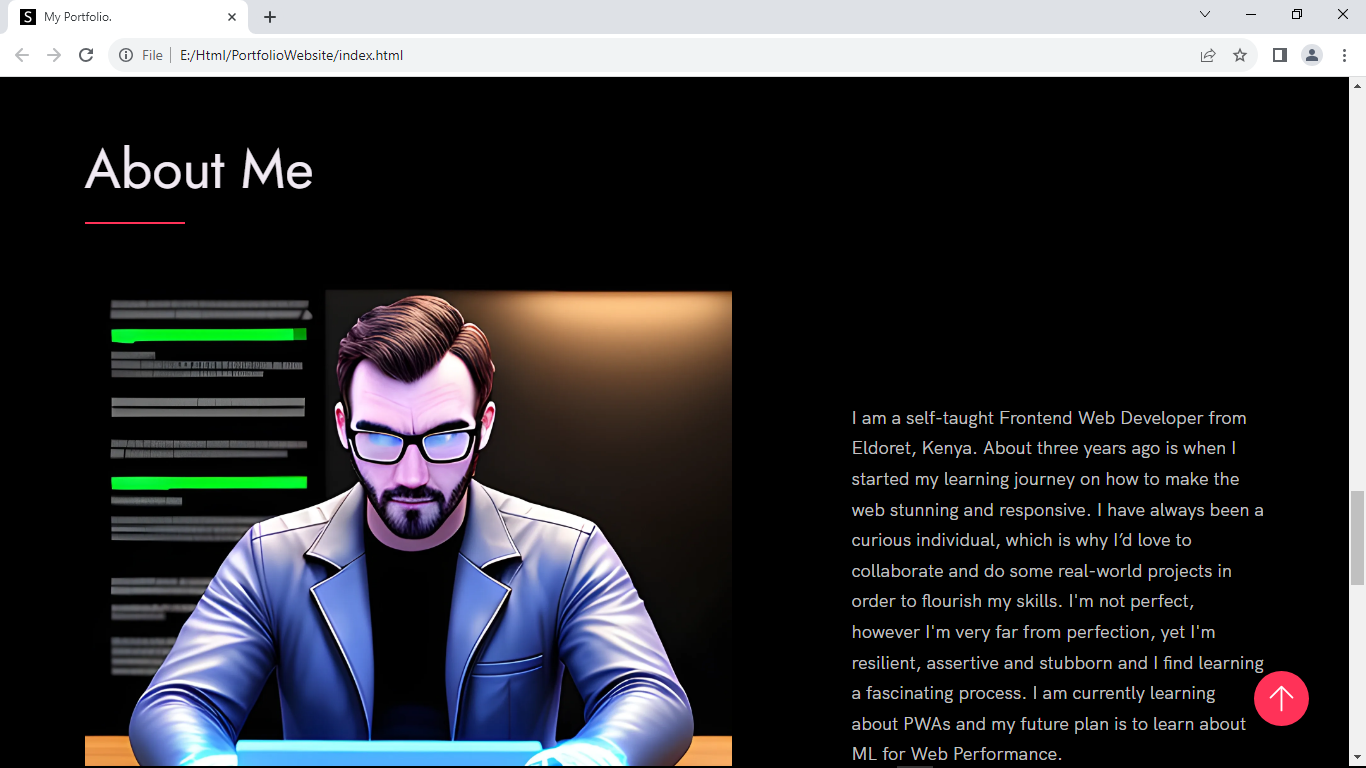 S My Portfolio.
File E:/Html/PortfolioWebsite/index.html
About Me
I am a self-taught Frontend Web Developer from
Eldoret, Kenya. About three years ago is when I
started my learning journey on how to make the
web stunning and responsive. I have always been a
curious individual, which is why I’d love to
collaborate and do some real-world projects in
order to flourish my skills. I'm not perfect,
however I'm very far from perfection, yet I'm
resilient, assertive and stubborn and I find learning
a fascinating process. I am currently learning
about PWAs and my future plan is to learn about
ML for Web Performance.